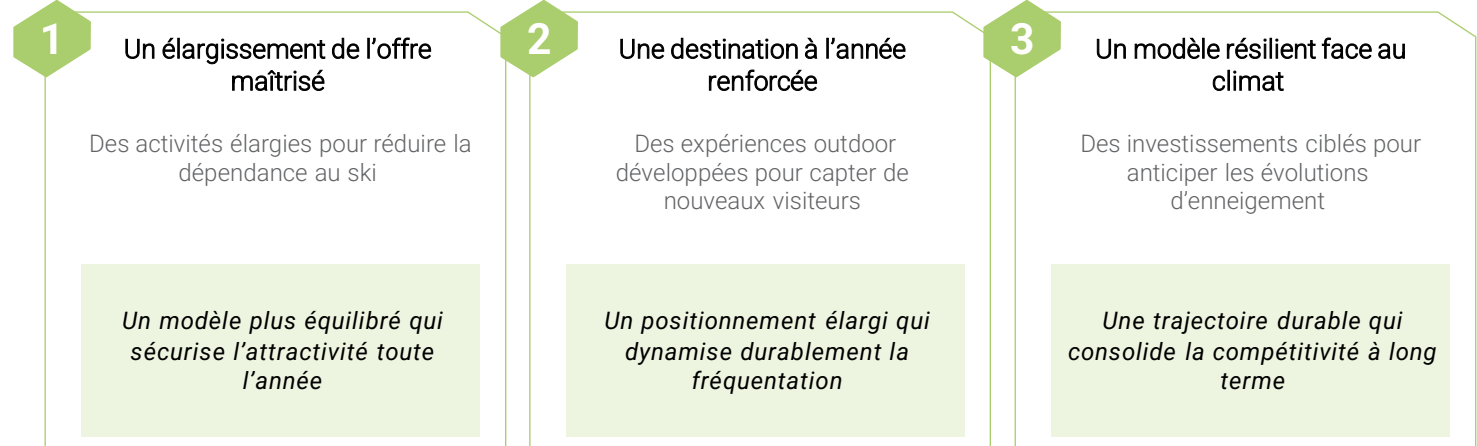 1
Un élargissement de l’offre
maîtrisé
Des activités élargies pour réduire la
dépendance au ski
Un modèle plus équilibré qui
sécurise l’attractivité toute
l’année
2
Une destination à l’année
renforcée
Des expériences outdoor
développées pour capter de
nouveaux visiteurs
Un positionnement élargi qui
dynamise durablement la
fréquentation
3
Un modèle résilient face au
climat
Des investissements ciblés pour
anticiper les évolutions
d’enneigement
Une trajectoire durable qui
consolide la compétitivité à long
terme